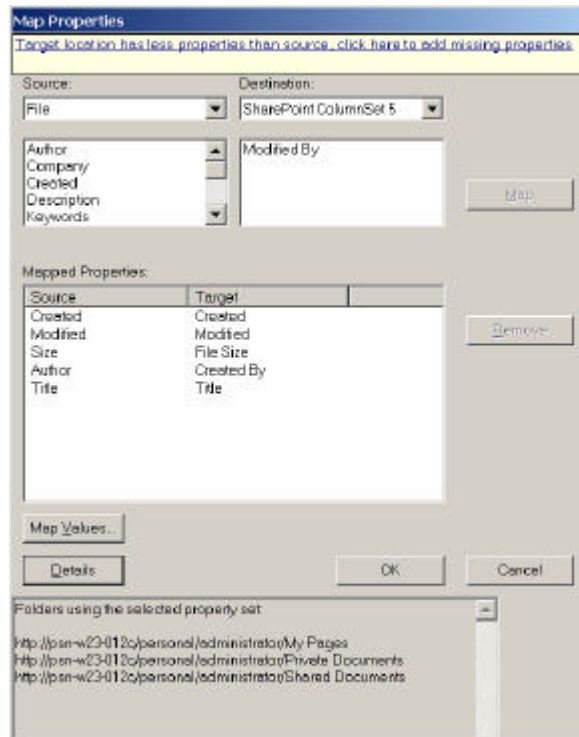 Map Properties
Target location has less properties than source, click here to add missing properties
Source: Destination:
File SharePoint ColumnSet 5
Author Modified By
Company
Created
Description
Keywords
Map
Mapped Properties:
Source Target
Created Created
Modified Modified
Size File Size
Author Created By
Title Title
Remove
Map Values...
Details OK Cancel
Folders using the selected property set
http://psn-w23-012c/personal/administrator/My Pages
http://psn-w23-012c/personal/administrator/Private Documents
http://psn-w23-012c/personal/administrator/Shared Documents